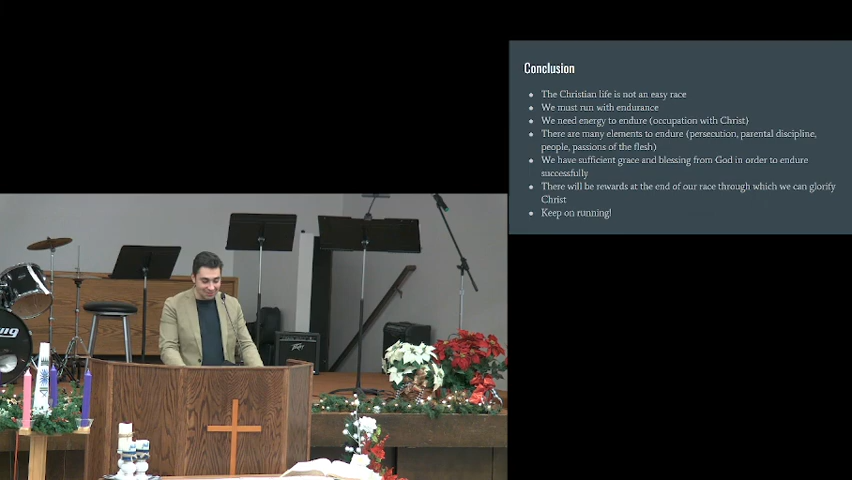 Conclusion
The Christian life is not an easy race
We must run with endurance
We need energy to endure (occupation with Christ)
There are many elements to endure (persecution, parental discipline,
people, passions of the flesh)
We have sufficient grace and blessing from God in order to endure
successfully
There will be rewards at the end of our race through which we can glorify
Christ
Keep on running!
PEAVEY